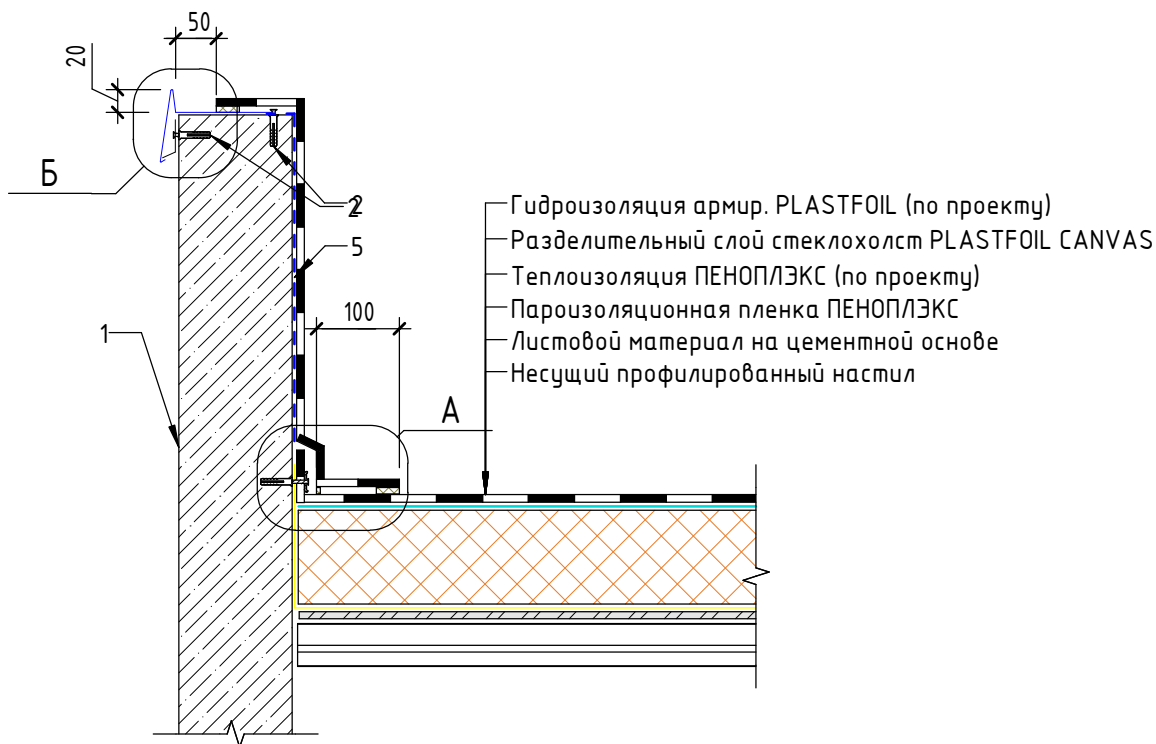 50
20
Б
2
2
5
100
1
А
Гидроизоляция армир. PLASTFOIL (по проекту)
Разделительный слой стеклохолст PLASTFOIL CANVAS
Теплоизоляция ПЕНОПЛЭКС (по проекту)
Пароизоляционная пленка ПЕНОПЛЭКС
Листовой материал на цементной основе
Несущий профилированный настил